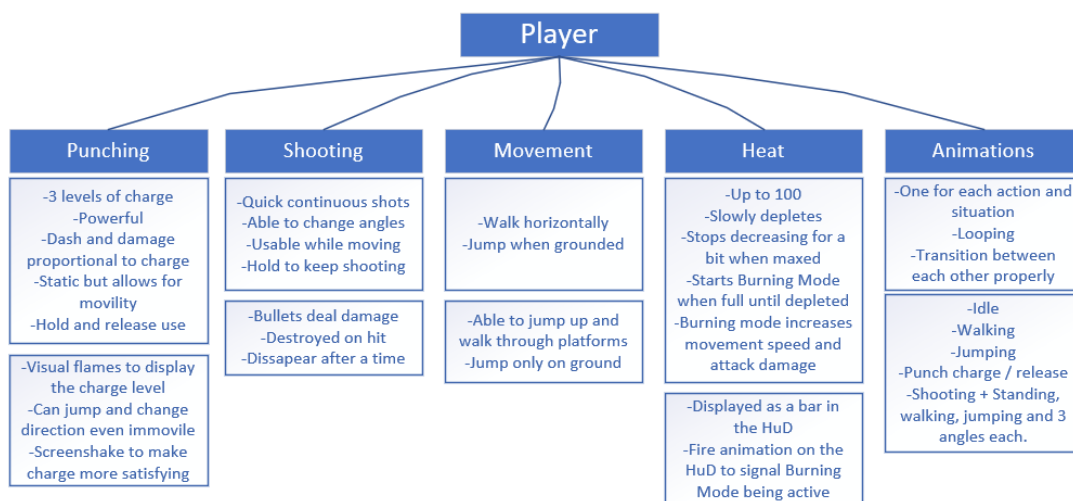 Player
Punching
-3 levels of charge
-Powerful
-Dash and damage
proportional to charge
-Static but allows for
movility
-Hold and release use
-Visual flames to display
the charge level
-Can jump and change
direction even immovile
-Screenshake to make
charge more satisfying
Shooting
-Quick continuous shots
-Able to change angles
-Usable while moving
-Hold to keep shooting
-Bullets deal damage
-Destroyed on hit
-Dissapear after a time
Movement
-Walk horizontally
-Jump when grounded
-Able to jump up and
walk through platforms
-Jump only on ground
Heat
-Up to 100
-Slowly depletes
-Stops decreasing for a
bit when maxed
-Starts Burning Mode
when full until depleted
-Burning mode increases
movement speed and
attack damage
-Displayed as a bar in
the HuD
-Fire animation on the
HuD to signal Burning
Mode being active
Animations
-One for each action and
situation
-Looping
-Transition between
each other properly
-Idle
-Walking
-Jumping
-Punch charge / release
-Shooting + Standing,
walking, jumping and 3
angles each.